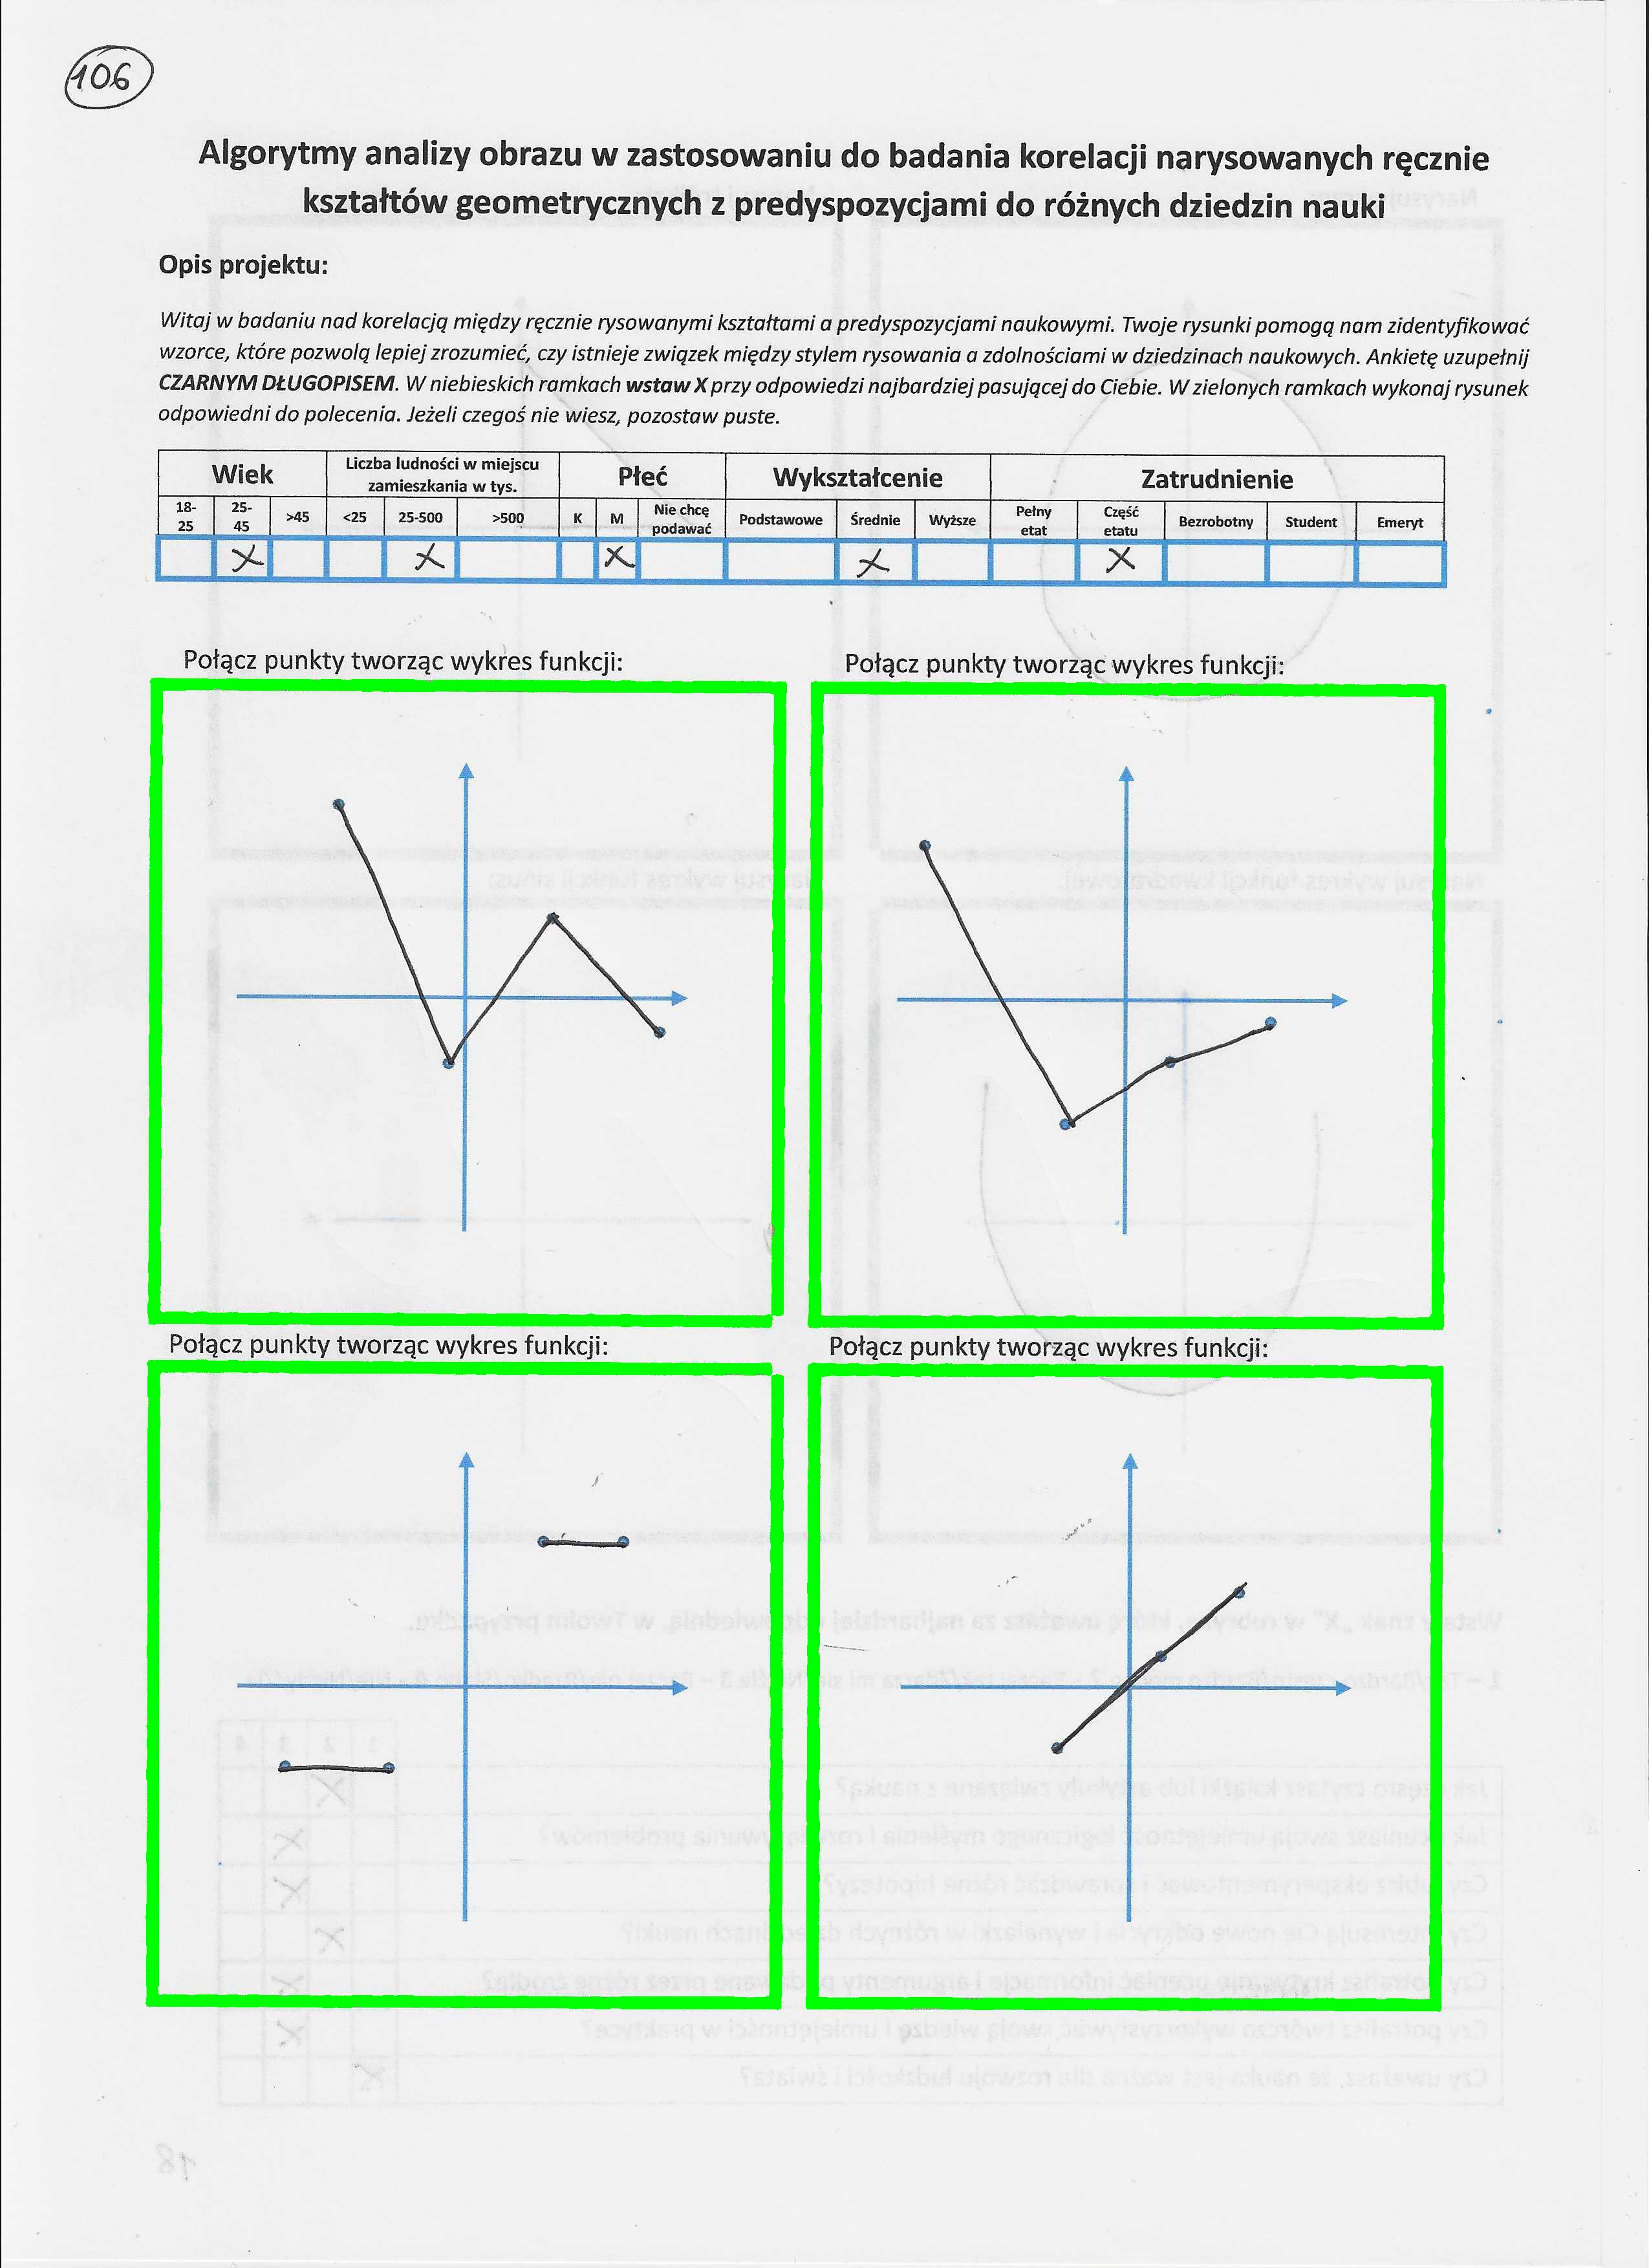 106
Algorytmy analizy obrazu w zastosowaniu do badania korelacji narysowanych ręcznie
kształtów geometrycznych z predyspozycjami do różnych dziedzin nauki
Opis projektu:
Witaj w badaniu nad korelacją między ręcznie rysowanymi kształtami a predyspozycjami naukowymi. Twoje rysunki pomogą nam zidentyfikować
wzorce, które pozwolą lepiej zrozumieć, czy istnieje związek między stylem rysowania a zdolnościami w dziedzinach naukowych. Ankietę uzupełnij
CZARNYM DŁUGOPISEM. W niebieskich ramkach wstaw X przy odpowiedzi najbardziej pasującej do Ciebie. W zielonych ramkach wykonaj rysunek
odpowiedni do polecenia. Jeżeli czegoś nie wiesz, pozostaw puste.
Wiek Liczba ludności w miejscu zamieszkania w tys. Płeć Wykształcenie Zatrudnienie
18-25 25-45 >45 <25 25-500 >500 K M Nie chcę podawać Podstawowe Średnie Wyższe Pełny etat Część etatu Bezrobotny Student Emeryt
X X X X X
Połącz punkty tworząc wykres funkcji: Połącz punkty tworząc wykres funkcji:
Połącz punkty tworząc wykres funkcji: Połącz punkty tworząc wykres funkcji: